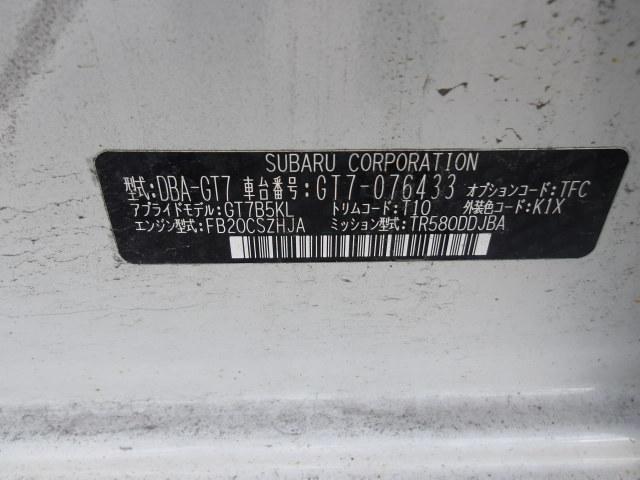 SUBARU CORPORATION
型式:DBA-GT7 車台番号:GT7-076433 オプションコード:TFC
アプライドモデル:GT7B5KL トリムコード:T10 外装色コード:K1X
エンジン型式:FB20CSZHJA ミッション型式:TR580DDJBA